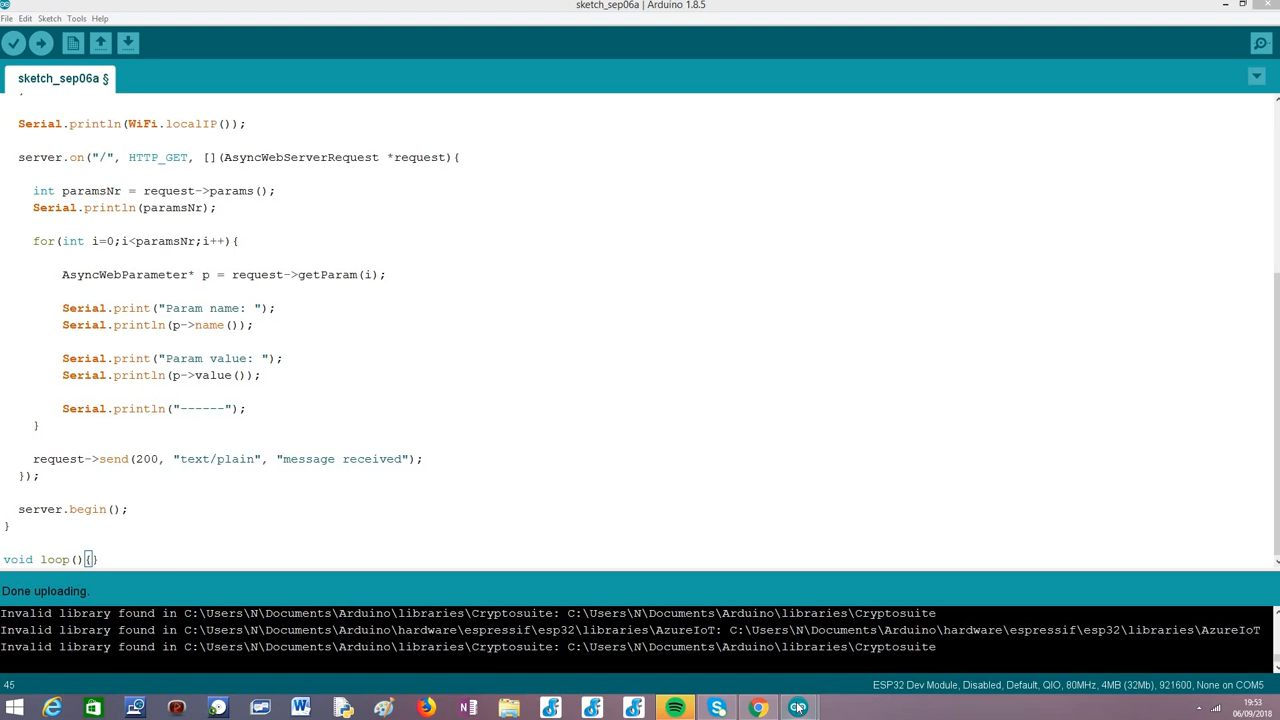 sketch_sep06a | Arduino 1.8.5
File Edit Sketch Tools Help
sketch_sep06a §
Serial.println(WiFi.localIP());
server.on("/", HTTP_GET, [](AsyncWebServerRequest *request){
int paramsNr = request->params();
Serial.println(paramsNr);
for(int i=0;i<paramsNr;i++){
AsyncWebParameter* p = request->getParam(i);
Serial.print("Param name: ");
Serial.println(p->name());
Serial.print("Param value: ");
Serial.println(p->value());
Serial.println("------");
}
request->send(200, "text/plain", "message received");
});
server.begin();
}
void loop(){}
Done uploading.
Invalid library found in C:\Users\N\Documents\Arduino\libraries\Cryptosuite: C:\Users\N\Documents\Arduino\libraries\Cryptosuite
Invalid library found in C:\Users\N\Documents\Arduino\hardware\espressif\esp32\libraries\AzureIoT: C:\Users\N\Documents\Arduino\hardware\espressif\esp32\libraries\AzureIoT
Invalid library found in C:\Users\N\Documents\Arduino\libraries\Cryptosuite: C:\Users\N\Documents\Arduino\libraries\Cryptosuite
45
ESP32 Dev Module, Disabled, Default, QIO, 80MHz, 4MB (32Mb), 921600, None on COM5
19:53
06/09/2018